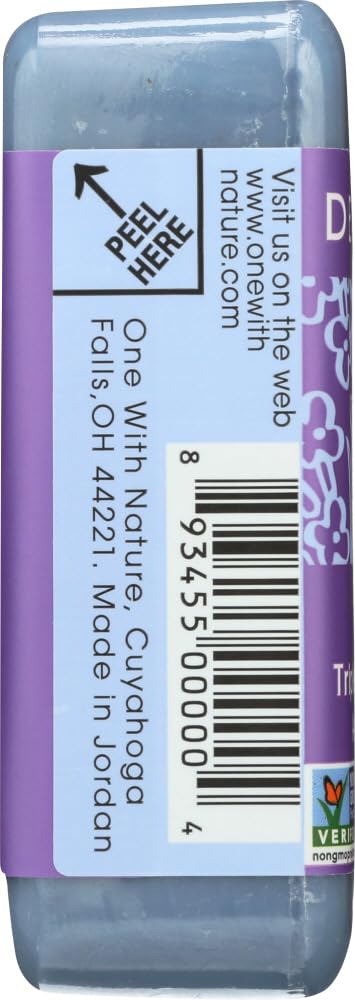 PEEL
HERE
Visit us on the web
www.onewith
nature.com
One With Nature, Cuyahoga
Falls, OH 44221. Made in Jordan
8 93455 00000 4